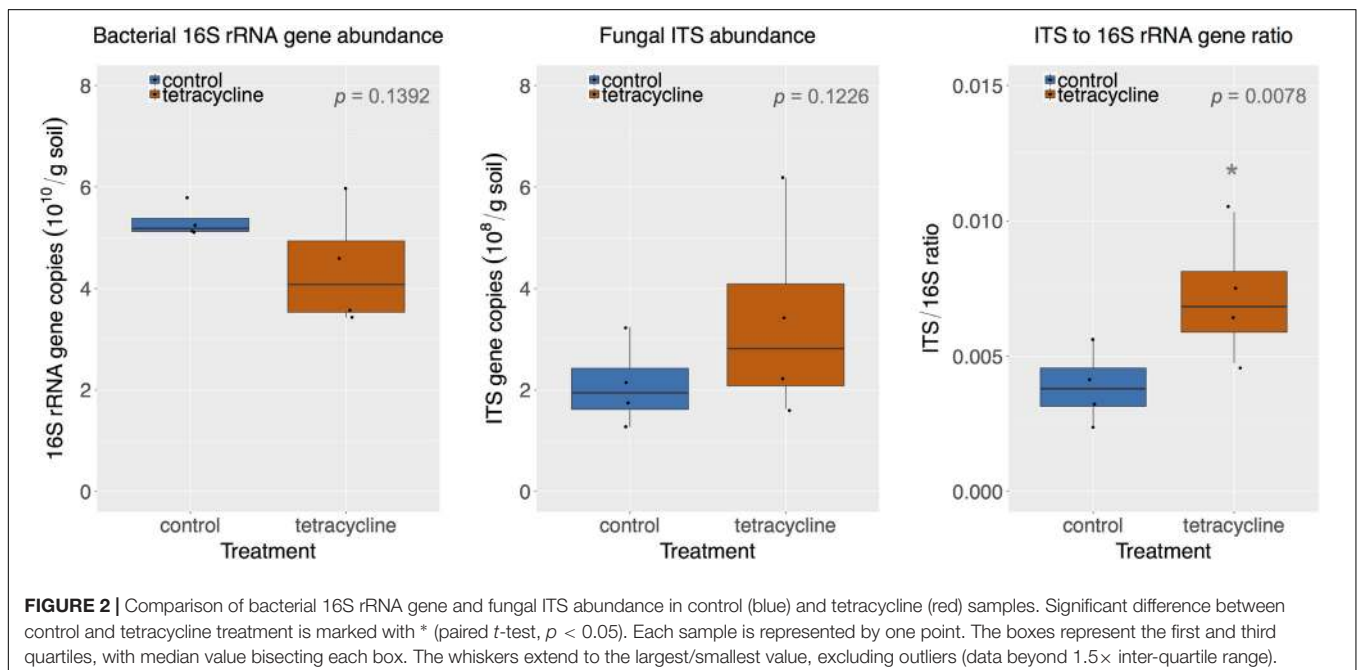 Bacterial 16S rRNA gene abundance
control
tetracycline
p = 0.1392
16S rRNA gene copies (10¹⁰/g soil)
8
6
4
2
0
control
tetracycline
Treatment
Fungal ITS abundance
control
tetracycline
p = 0.1226
ITS gene copies (10⁸/g soil)
8
6
4
2
0
control
tetracycline
Treatment
ITS to 16S rRNA gene ratio
control
tetracycline
p = 0.0078
*
ITS/16S ratio
0.015
0.010
0.005
0.000
control
tetracycline
Treatment
FIGURE 2 | Comparison of bacterial 16S rRNA gene and fungal ITS abundance in control (blue) and tetracycline (red) samples. Significant difference between
control and tetracycline treatment is marked with * (paired t-test, p < 0.05). Each sample is represented by one point. The boxes represent the first and third
quartiles, with median value bisecting each box. The whiskers extend to the largest/smallest value, excluding outliers (data beyond 1.5× inter-quartile range).